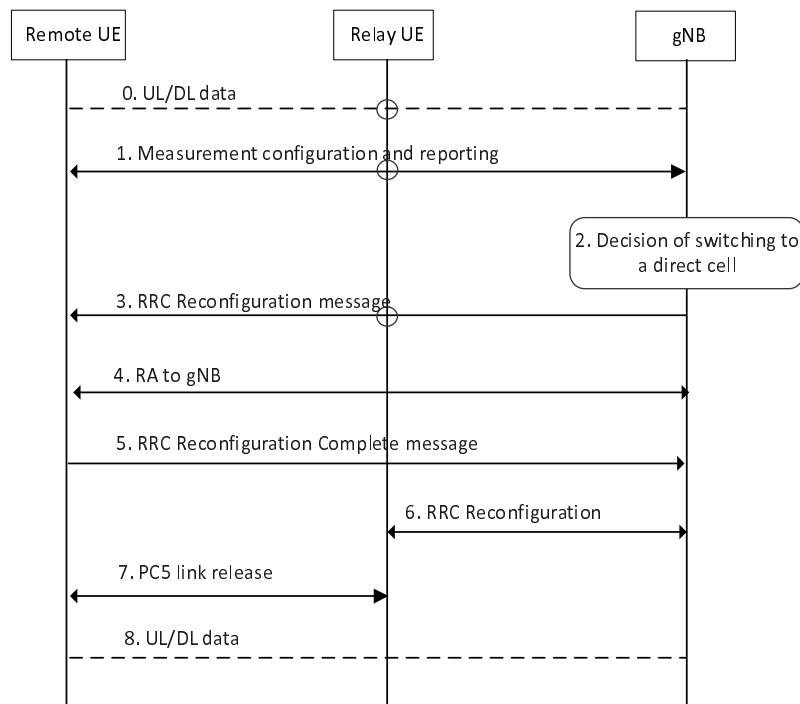 Remote UE
Relay UE
gNB
0. UL/DL data
1. Measurement configuration and reporting
2. Decision of switching to
a direct cell
3. RRC Reconfiguration message
4. RA to gNB
5. RRC Reconfiguration Complete message
6. RRC Reconfiguration
7. PC5 link release
8. UL/DL data